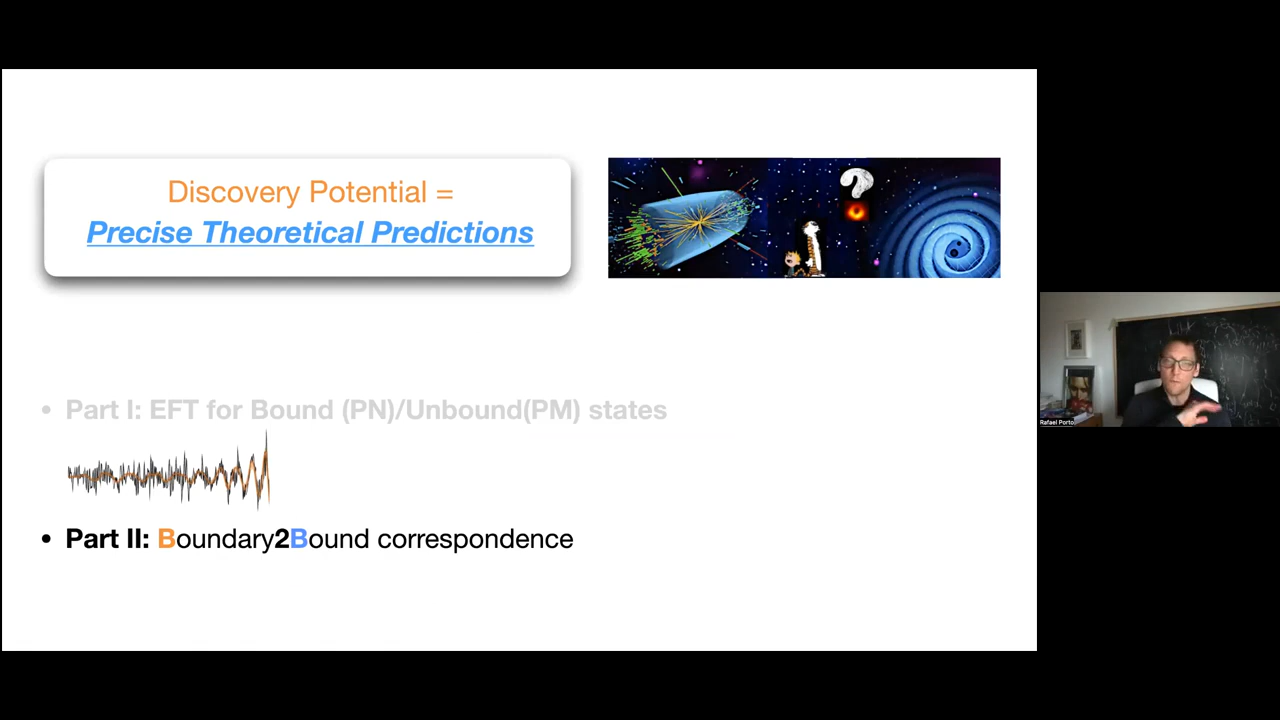 Discovery Potential =
Precise Theoretical Predictions
?
• Part I: EFT for Bound (PN)/Unbound(PM) states
• Part II: Boundary2Bound correspondence
Rafael Porto